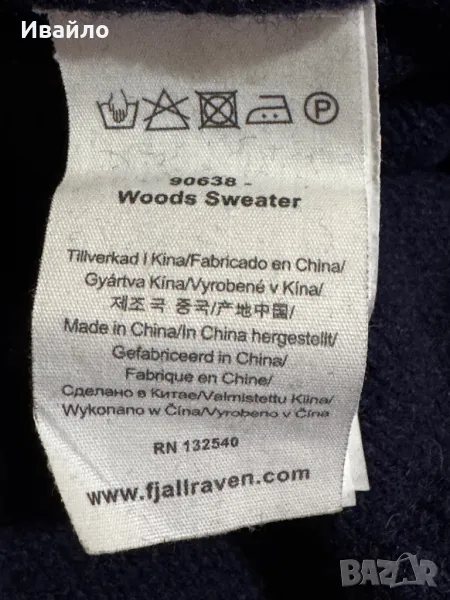 Ивайло
P
90638 -
Woods Sweater
Tillverkad I Kina/Fabricado en China/
Gyártva Kína/Vyrobené v Kína/
제조국 중국/产地中国/
Made in China/In China hergestellt/
Gefabriceerd in China/
Fabrique en Chine/
Сделано в Китае/Valmistettu Kiina/
Wykonano w Čína/Vyrobeno v Čína
RN 132540
www.fjallraven.com
BAZAR